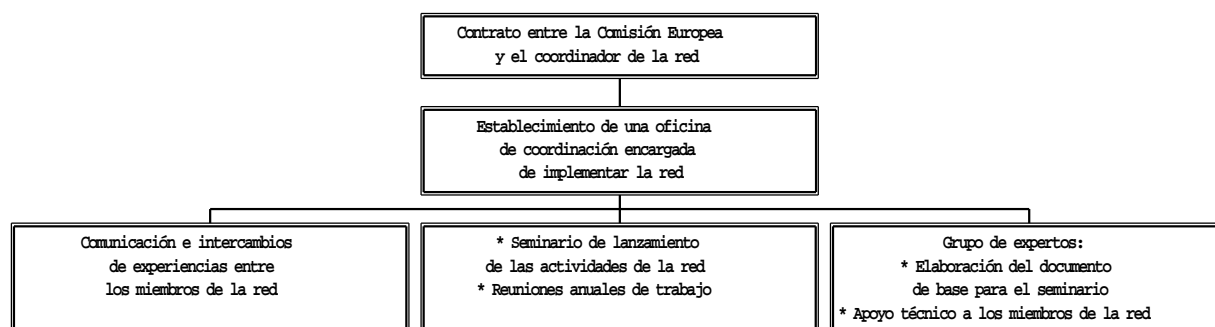 Contrato entre la Comisión Europea
y el coordinador de la red
Establecimiento de una oficina
de coordinación encargada
de implementar la red
Comunicación e intercambios
de experiencias entre
los miembros de la red
* Seminario de lanzamiento
de las actividades de la red
* Reuniones anuales de trabajo
Grupo de expertos:
* Elaboración del documento
de base para el seminario
* Apoyo técnico a los miembros de la red